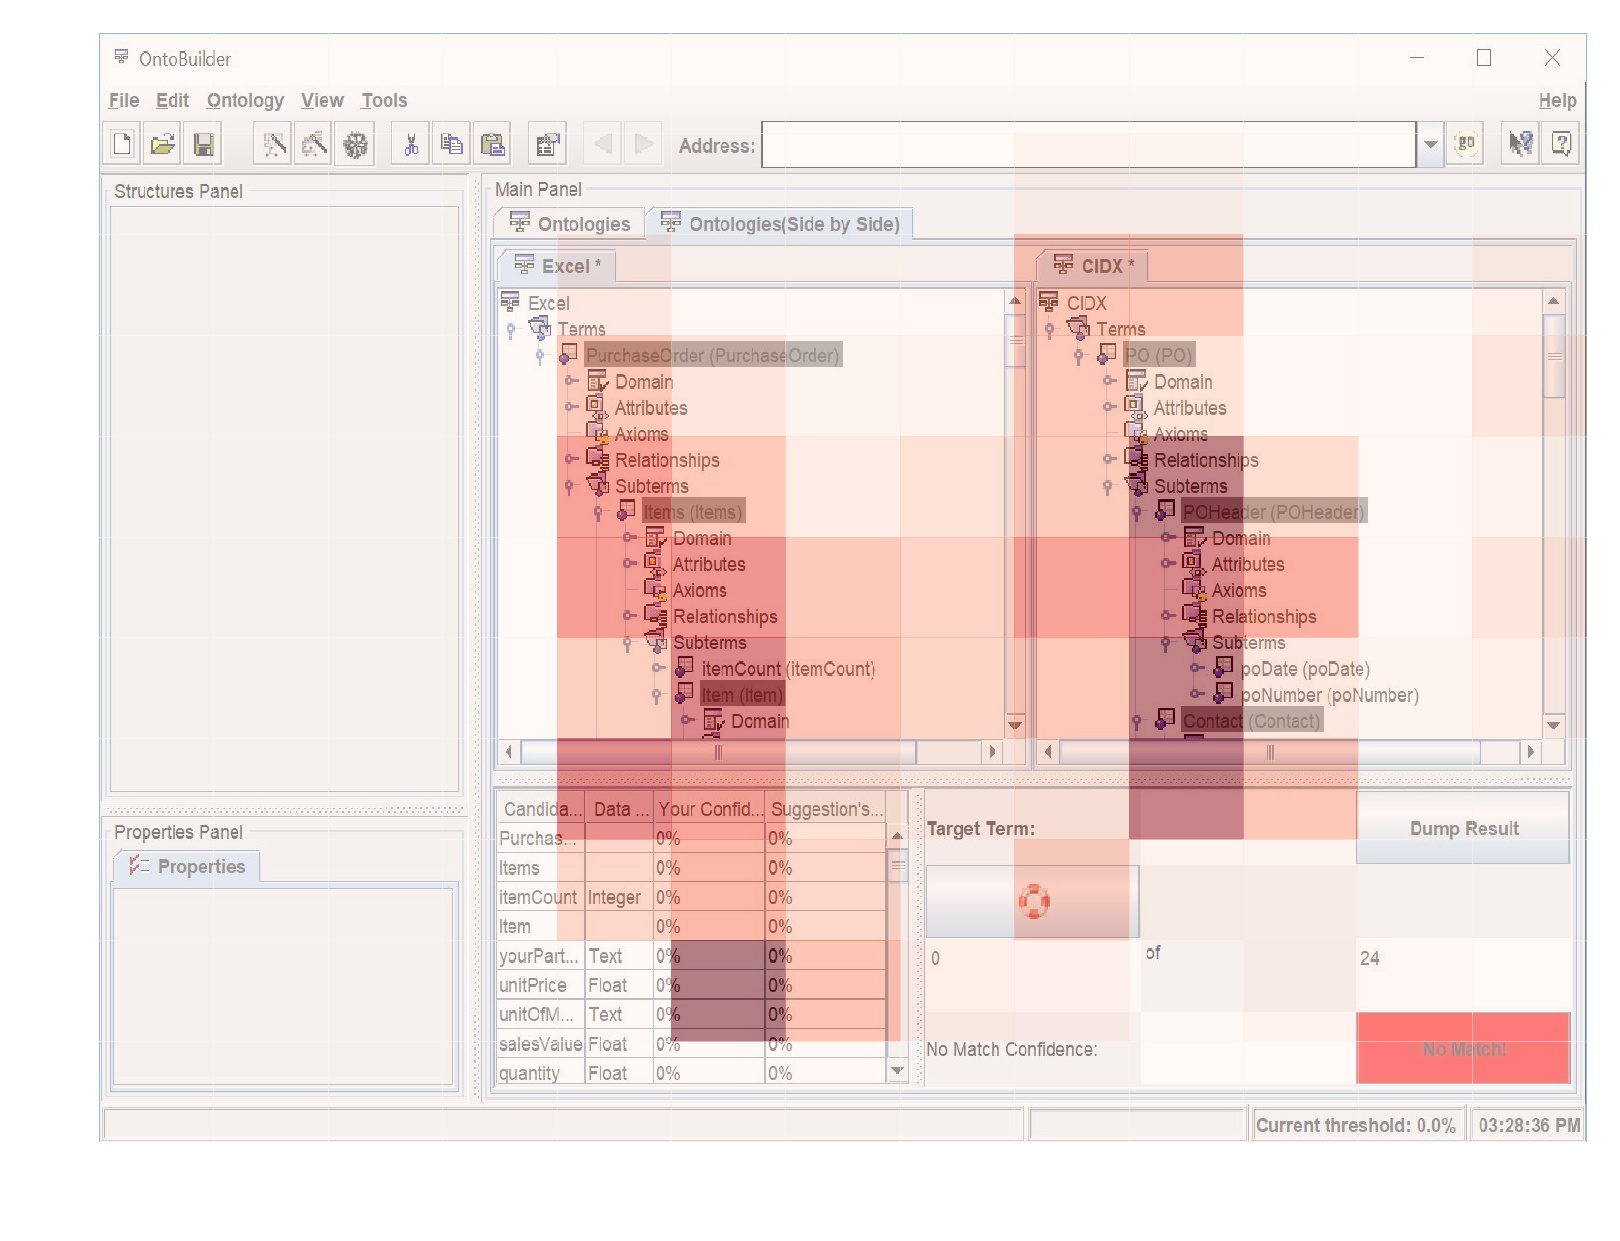 OntoBuilder
File Edit Ontology View Tools Help
Address: go
Structures Panel
Main Panel
Ontologies Ontologies(Side by Side)
Excel * CIDX *
Excel
Terms
PurchaseOrder (PurchaseOrder)
Domain
Attributes
Axioms
Relationships
Subterms
Items (Items)
Domain
Attributes
Axioms
Relationships
Subterms
itemCount (itemCount)
Item (Item)
Domain
CIDX
Terms
PO (PO)
Domain
Attributes
Axioms
Relationships
Subterms
POHeader (POHeader)
Domain
Attributes
Axioms
Relationships
Subterms
poDate (poDate)
poNumber (poNumber)
Contact (Contact)
Properties Panel
Properties
Candida... Data ... Your Confid... Suggestion's...
Purchas... 0% 0%
Items 0% 0%
itemCount Integer 0% 0%
Item 0% 0%
yourPart... Text 0% 0%
unitPrice Float 0% 0%
unitOfM... Text 0% 0%
salesValue Float 0% 0%
quantity Float 0% 0%
Target Term: Dump Result
0 of 24
No Match Confidence: No Match!
Current threshold: 0.0% 03:28:36 PM